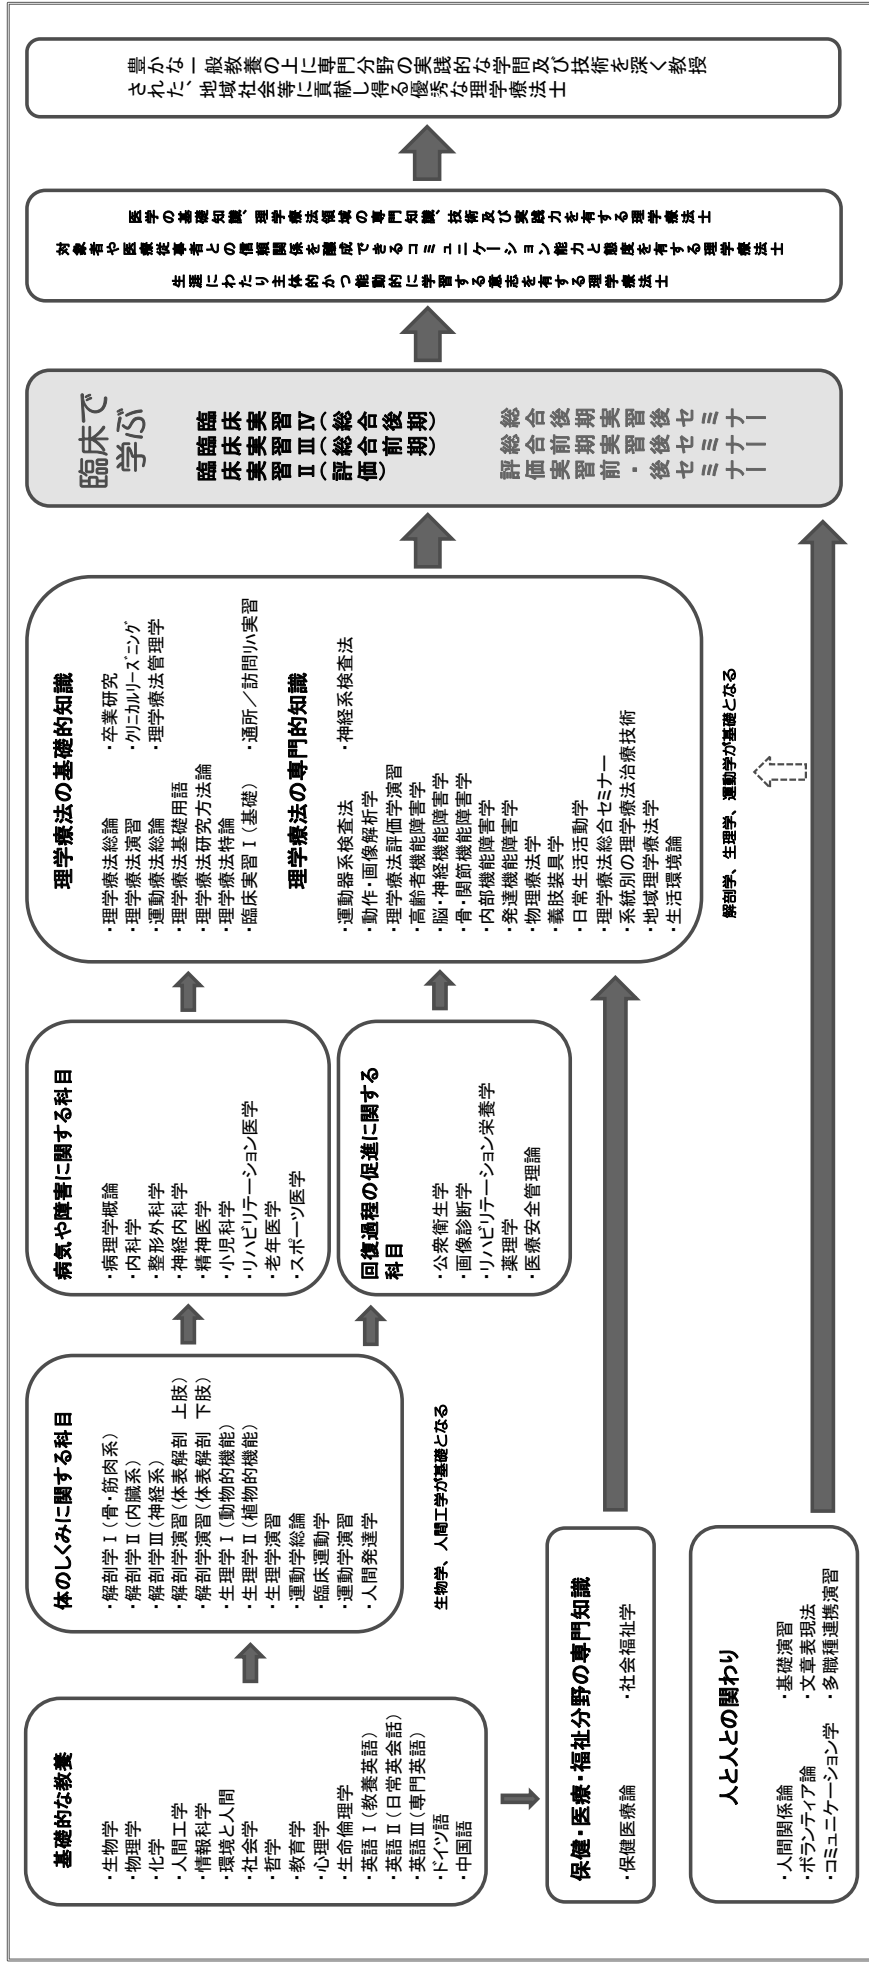 基礎的な教養
・生物学
・物理学
・化学
・人間工学
・情報科学
・環境と人間
・社会学
・哲学
・教育学
・心理学
・生命倫理学
・英語Ⅰ（教養英語）
・英語Ⅱ（日常英会話）
・英語Ⅲ（専門英語）
・ドイツ語
・中国語
保健・医療・福祉分野の専門知識
・保健医療論
・社会福祉学
人と人との関わり
・人間関係論
・ボランティア論
・コミュニケーション学
・基礎演習
・文章表現法
・多職種連携演習
体のしくみに関する科目
・解剖学Ⅰ（骨・筋肉系）
・解剖学Ⅱ（内臓系）
・解剖学Ⅲ（神経系）
・解剖学演習（体表解剖　上肢）
・解剖学演習（体表解剖　下肢）
・生理学Ⅰ（動物的機能）
・生理学Ⅱ（植物的機能）
・生理学演習
・運動学総論
・臨床運動学
・運動学演習
・人間発達学
生物学、人間工学が基礎となる
病気や障害に関する科目
・病理学概論
・内科学
・整形外科学
・神経内科学
・精神医学
・小児科学
・リハビリテーション医学
・老年医学
・スポーツ医学
回復過程の促進に関する
科目
・公衆衛生学
・画像診断学
・リハビリテーション栄養学
・薬理学
・医療安全管理論
理学療法の基礎的知識
・理学療法総論
・理学療法演習
・運動療法総論
・理学療法基礎用語
・理学療法研究方法論
・理学療法特論
・臨床実習Ⅰ（基礎）
・卒業研究
・クリニカルリーズニング
・理学療法管理学
・通所／訪問リハ実習
理学療法の専門的知識
・運動器系検査法
・動作・画像解析学
・理学療法評価学演習
・高齢者機能障害学
・脳・神経機能障害学
・骨・関節機能障害学
・内部機能障害学
・発達機能障害学
・物理療法学
・義肢装具学
・日常生活活動学
・理学療法総合セミナー
・系統別の理学療法治療技術
・地域理学療法学
・生活環境論
・神経系検査法
解剖学、生理学、運動学が基礎となる
臨床で
学ぶ
臨床実習Ⅳ（総合後期）
臨床実習Ⅲ（総合前期）
臨床実習Ⅱ（評価）
総合後期実習後セミナー
総合前期実習後セミナー
評価実習前・後セミナー
医学の基礎知識、理学療法領域の専門知識、技術及び実践力を有する理学療法士
対象者や医療従事者との信頼関係を醸成できるコミュニケーション能力と態度を有する理学療法士
生涯にわたり主体的かつ能動的に学習する意志を有する理学療法士
豊かな一般教養の上に専門分野の実践的な学問及び技術を深く教授
された、地域社会等に貢献し得る優秀な理学療法士